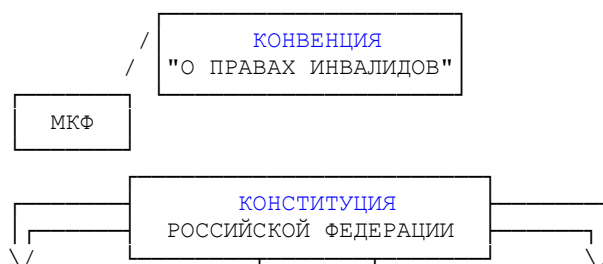 КОНВЕНЦИЯ
"О ПРАВАХ ИНВАЛИДОВ"
МКФ
КОНСТИТУЦИЯ
РОССИЙСКОЙ ФЕДЕРАЦИИ